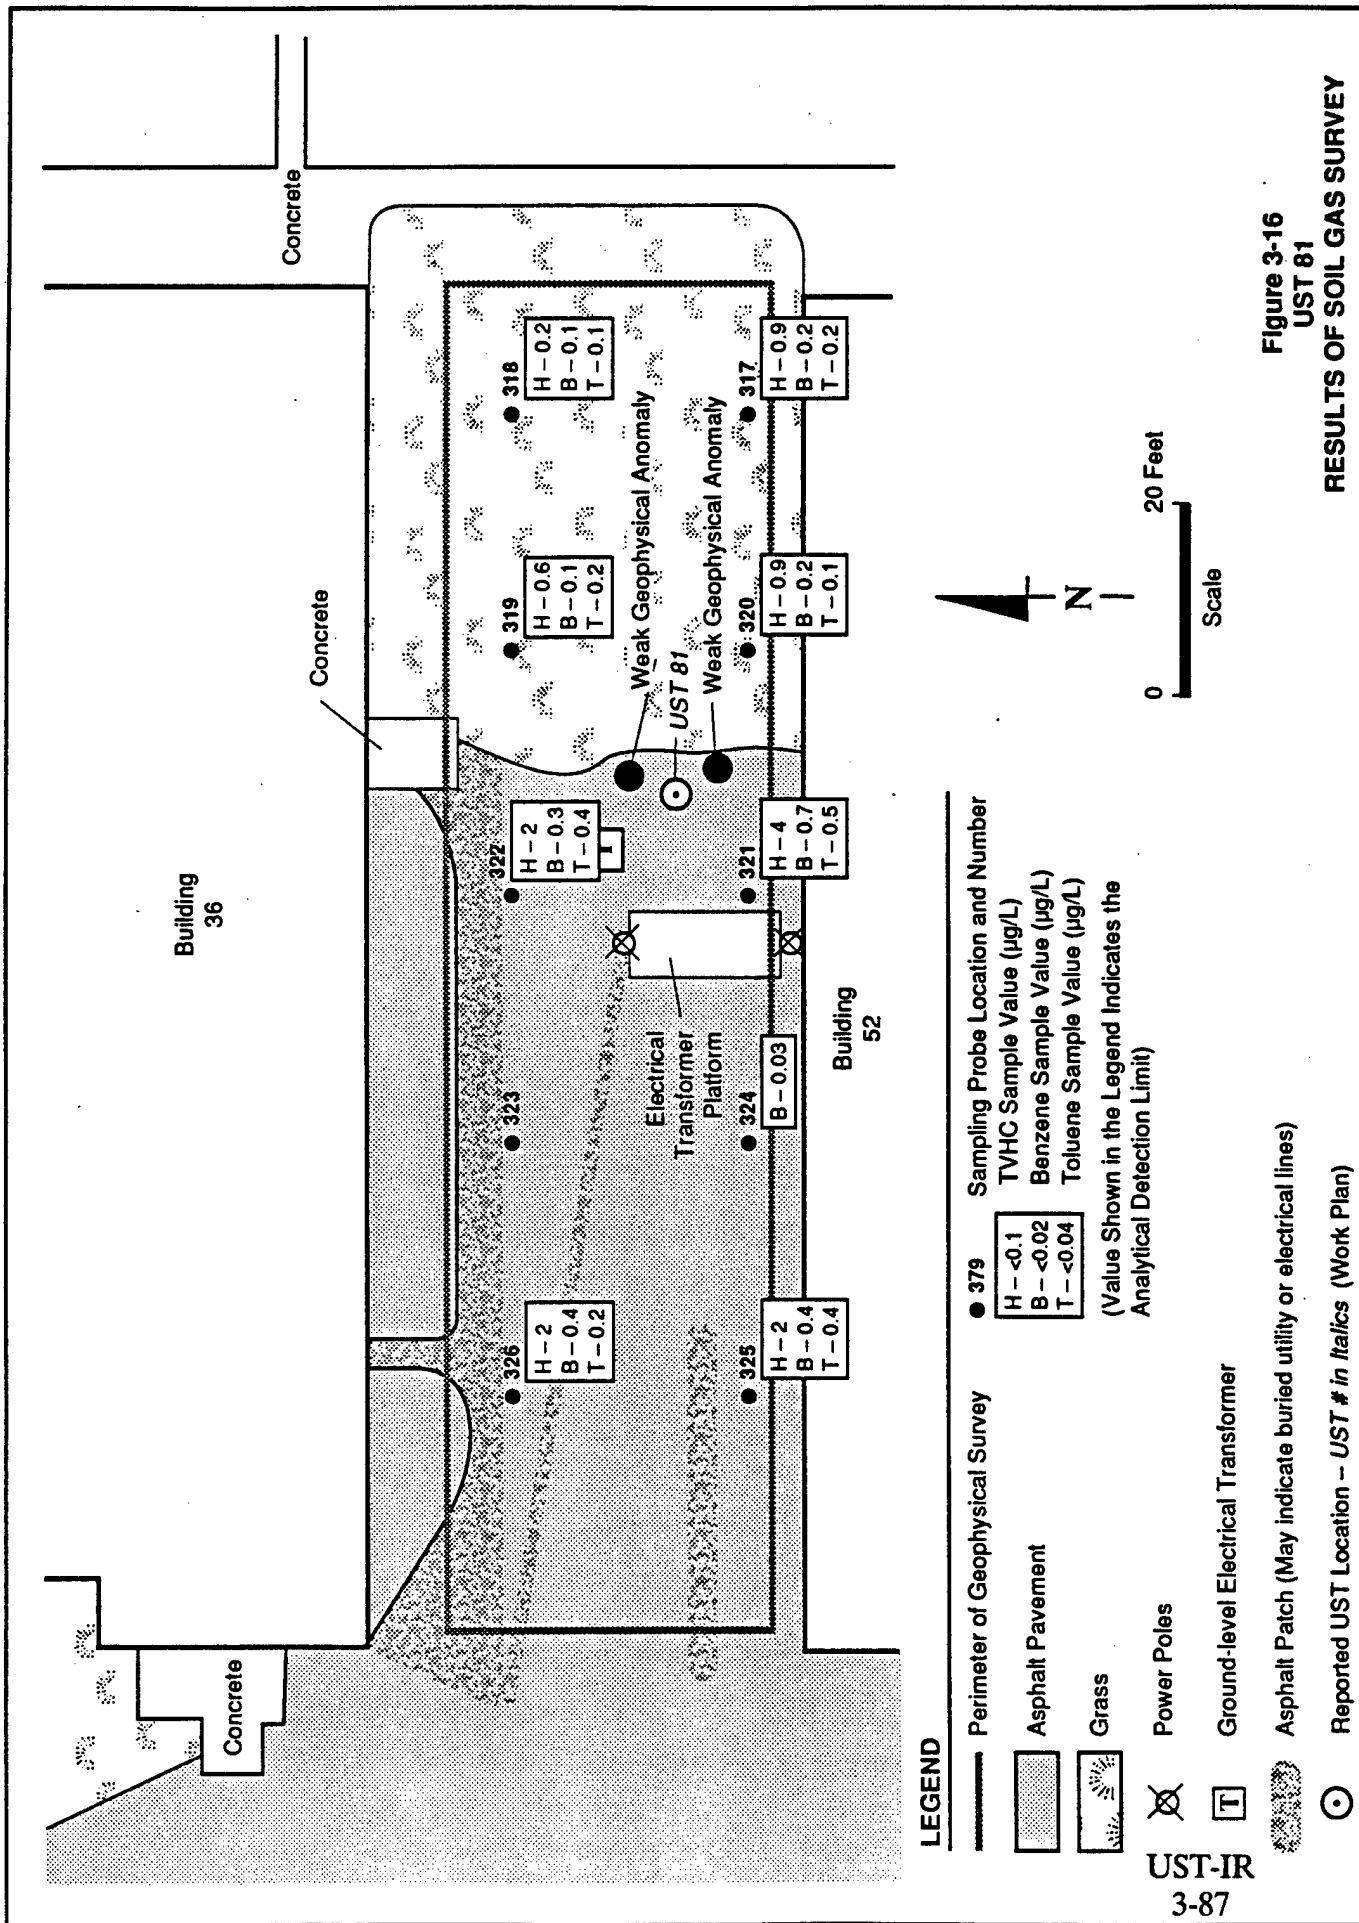 Building
36
Concrete
Concrete
Concrete
326
H – 2
B – 0.4
T – 0.2
323
322
H – 2
B – 0.3
T – 0.4
T
319
H – 0.6
B – 0.1
T – 0.2
318
H – 0.2
B – 0.1
T – 0.1
Weak Geophysical Anomaly
UST 81
Weak Geophysical Anomaly
Electrical
Transformer
Platform
325
H – 2
B – 0.4
T – 0.4
324
B – 0.03
321
H – 4
B – 0.7
T – 0.5
320
H – 0.9
B – 0.2
T – 0.1
317
H – 0.9
B – 0.2
T – 0.2
Building
52
LEGEND
Perimeter of Geophysical Survey
Asphalt Pavement
Grass
Power Poles
T Ground-level Electrical Transformer
Asphalt Patch (May indicate buried utility or electrical lines)
Reported UST Location – UST # in Italics (Work Plan)
379 Sampling Probe Location and Number
H – <0.1 TVHC Sample Value (µg/L)
B – <0.02 Benzene Sample Value (µg/L)
T – <0.04 Toluene Sample Value (µg/L)
(Value Shown in the Legend Indicates the
Analytical Detection Limit)
N
0 20 Feet
Scale
Figure 3-16
UST 81
RESULTS OF SOIL GAS SURVEY
UST-IR
3-87